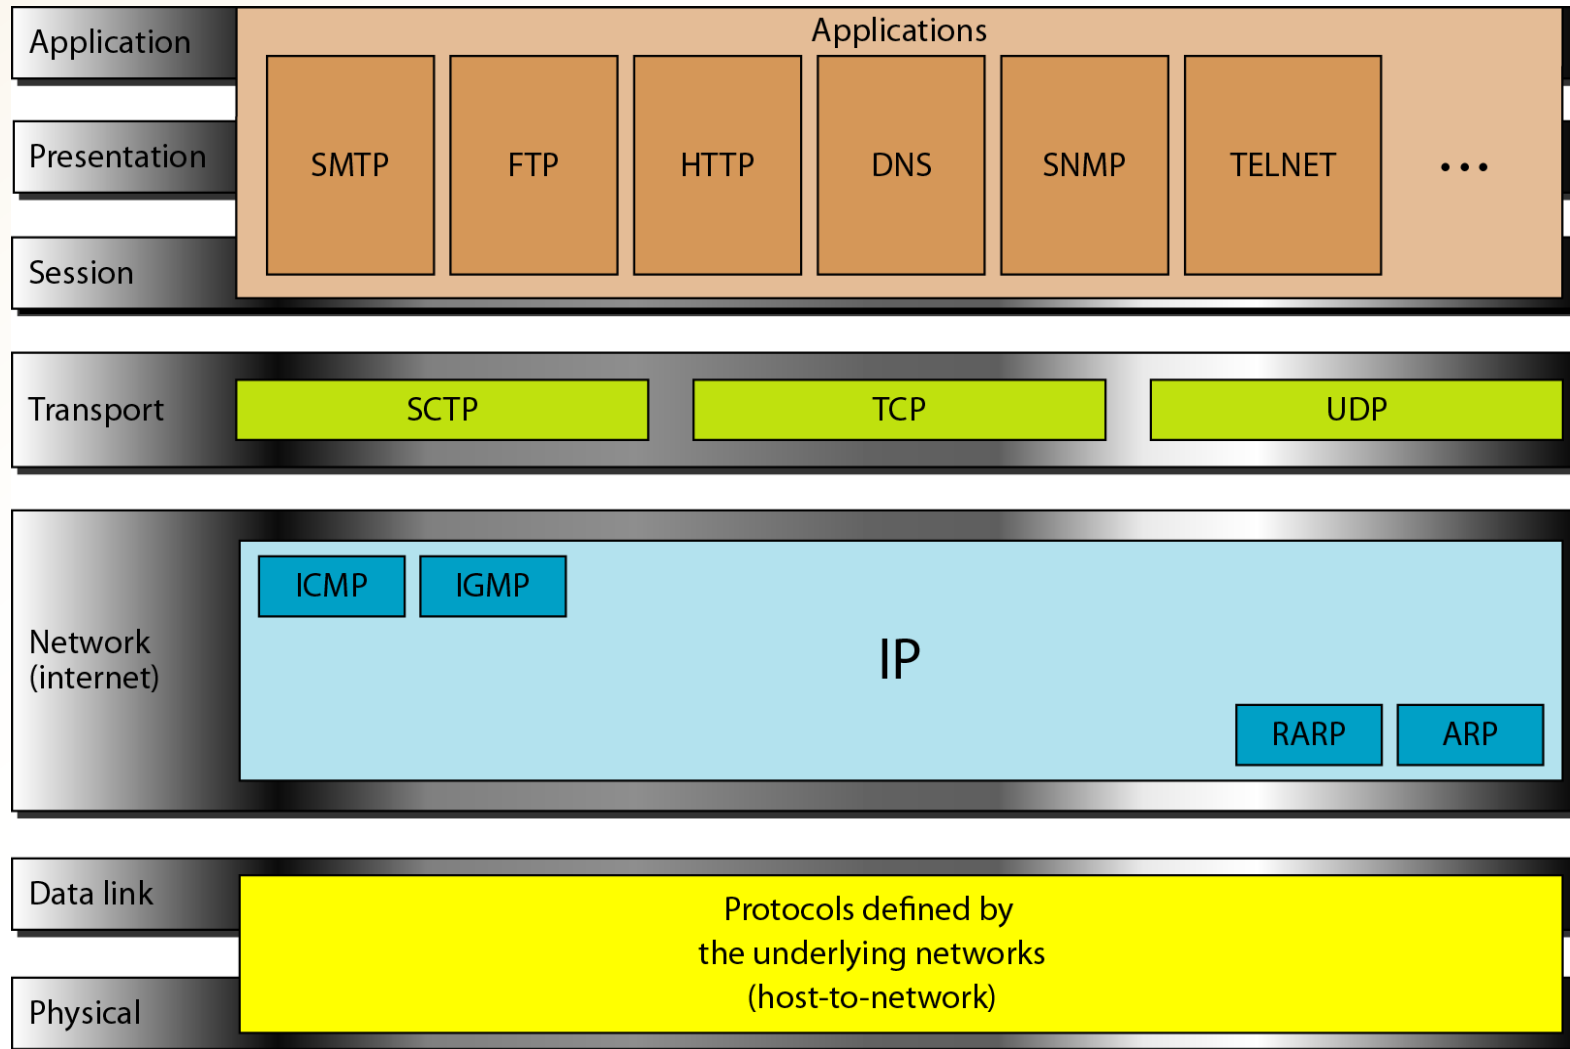 Application
Applications
Presentation
SMTP
FTP
HTTP
DNS
SNMP
TELNET
...
Session
Transport
SCTP
TCP
UDP
Network
(internet)
ICMP
IGMP
IP
RARP
ARP
Data link
Protocols defined by
the underlying networks
(host-to-network)
Physical